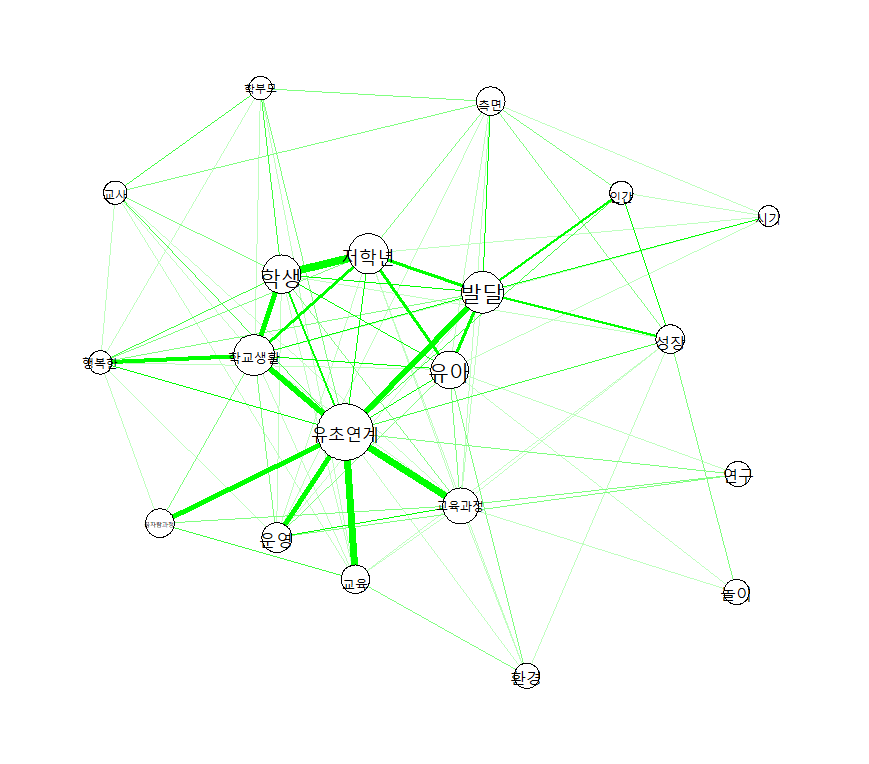 학부모
측면
교사
인간
시기
저학년
학생
발달
성장
학교생활
행복한
유아
유초연계
연구
교육과정
운영
교육
놀이
환경